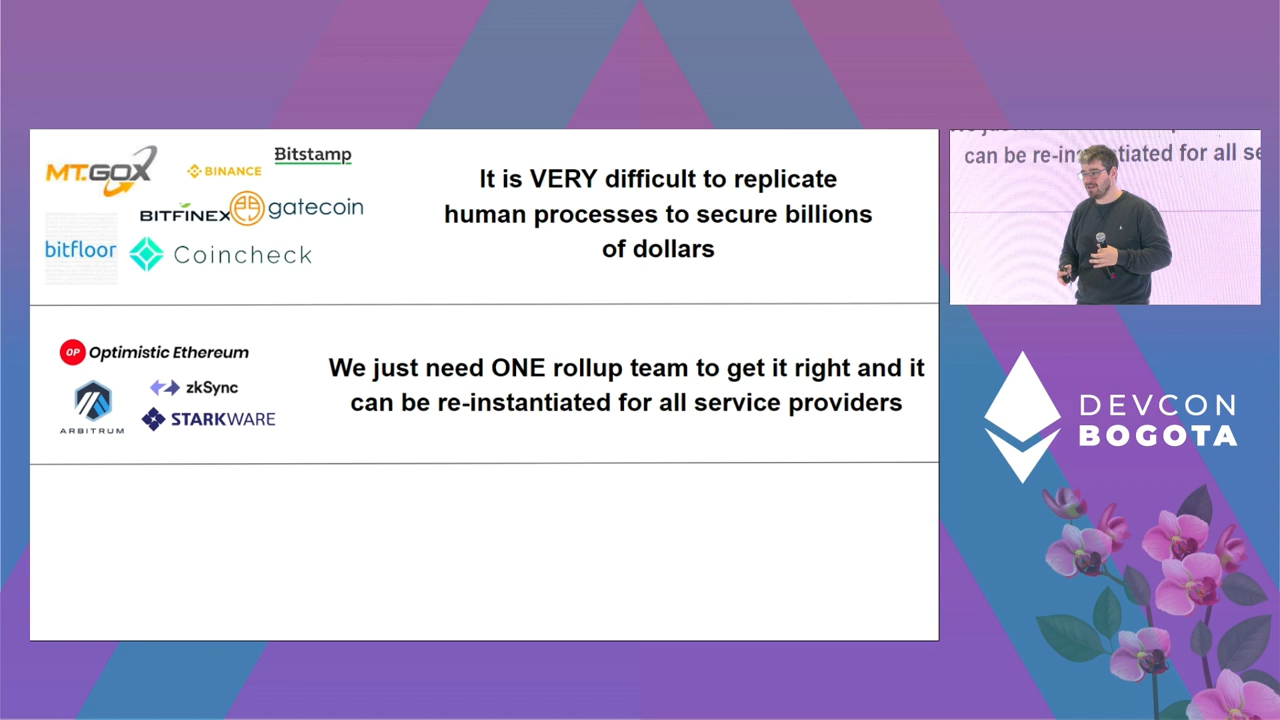 MT.GOX
BINANCE
Bitstamp
BITFINEX
gatecoin
bitfloor
Coincheck
It is VERY difficult to replicate
human processes to secure billions
of dollars
OP Optimistic Ethereum
zkSync
ARBITRUM
STARKWARE
We just need ONE rollup team to get it right and it
can be re-instantiated for all service providers
can be re-instantiated for all se
DEVCON
BOGOTA